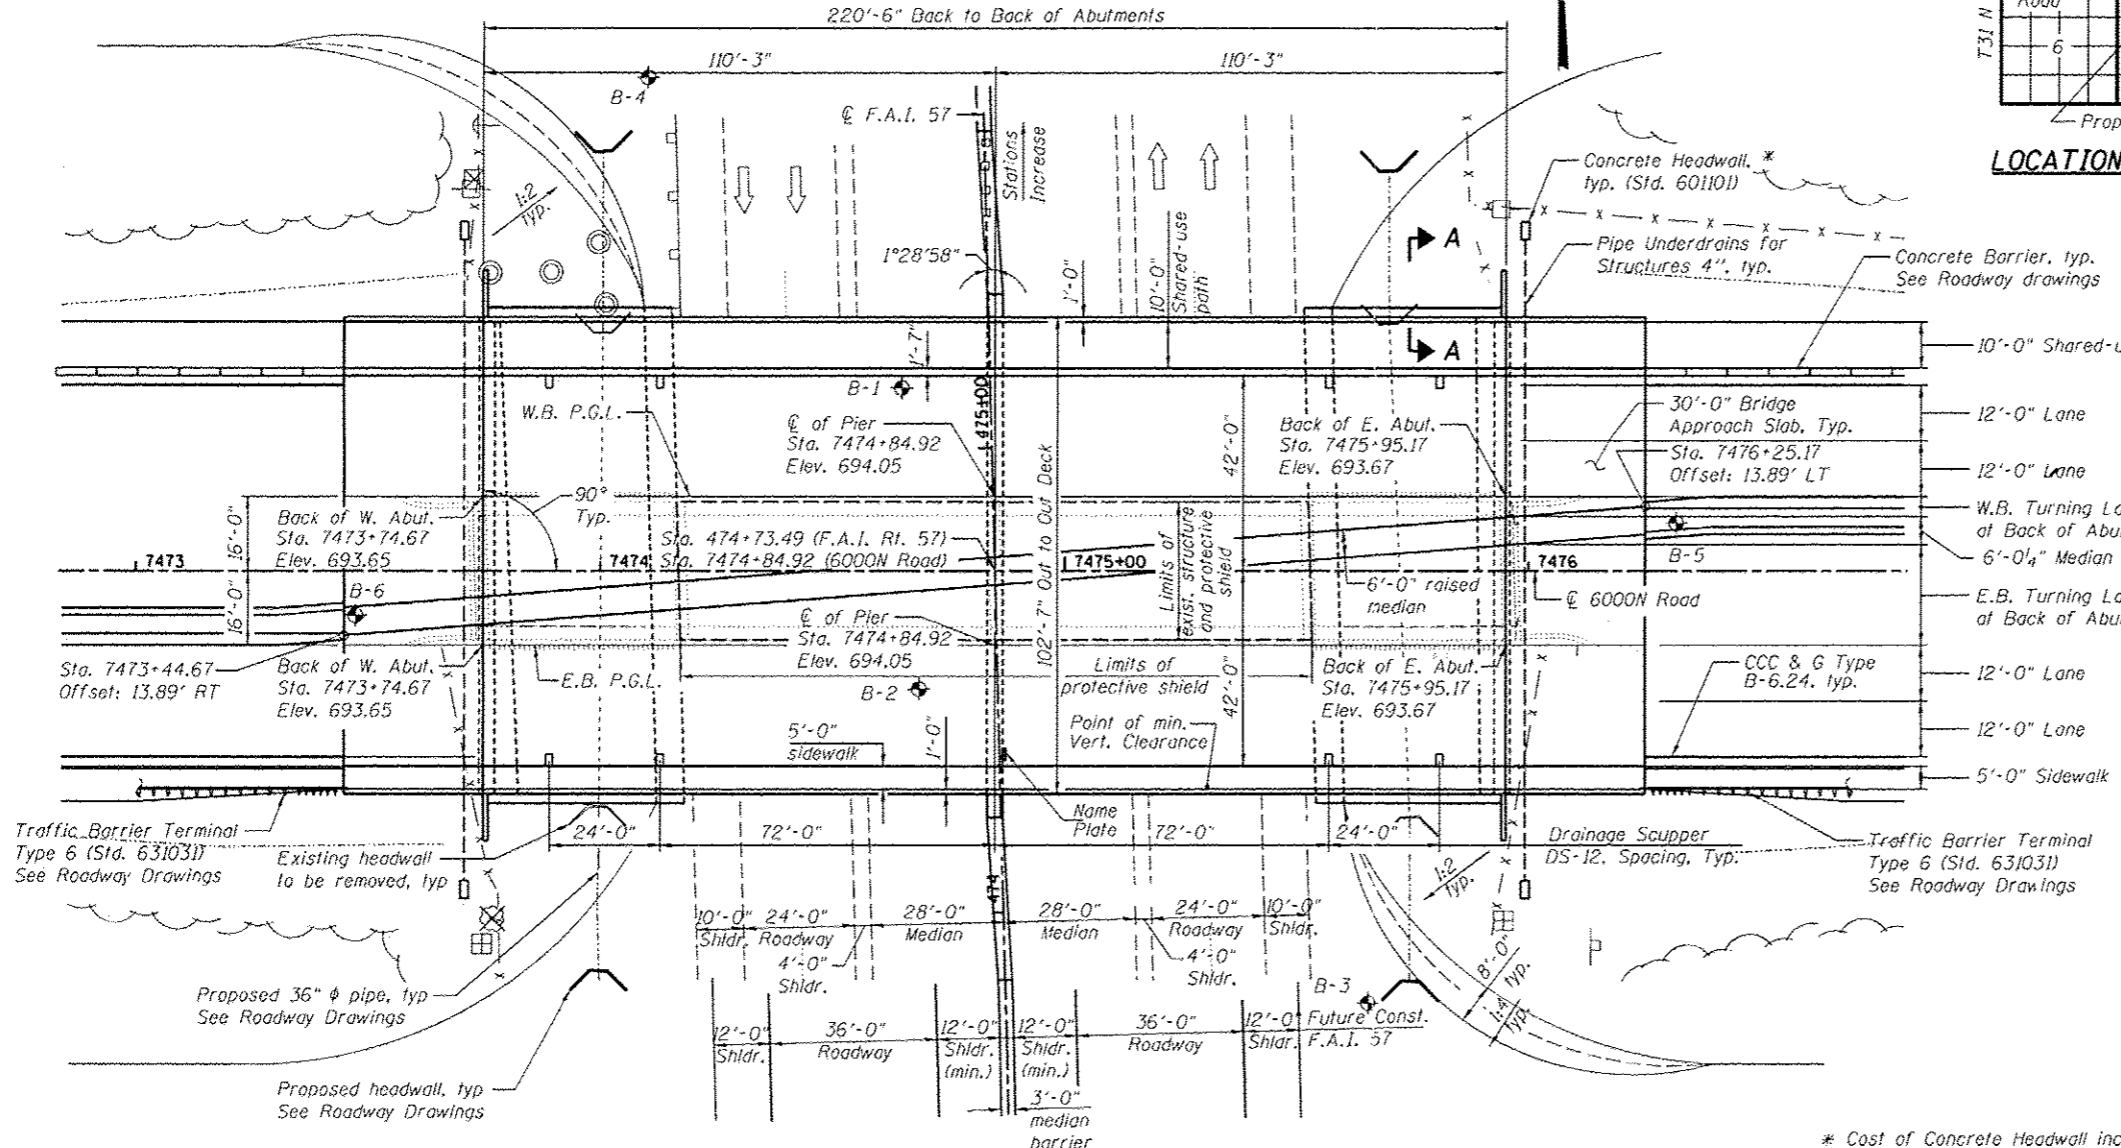 220'-6" Back to Back of Abutments
110'-3"
110'-3"
B-4
℄ F.A.I. 57
Stations
Increase
T31 N
Road
6
LOCATION
Concrete Headwall, *
typ. (Std. 601101)
Pipe Underdrains for
Structures 4", typ.
Concrete Barrier, typ.
See Roadway drawings
1:2
typ.
1°28'58"
1'-0"
10'-0"
Shared-use
path
A
A
1'-7"
B-1
W.B. P.G.L.
℄ of Pier
Sta. 7474+84.92
Elev. 694.05
475+00
102'-7" Out to Out Deck
42'-0"
Back of E. Abut.
Sta. 7475+95.17
Elev. 693.67
30'-0" Bridge
Approach Slab, Typ.
Sta. 7476+25.17
Offset: 13.89' LT
12'-0" Lane
12'-0" Lane
W.B. Turning
6'-0¼" Median
E.B. Turning
12'-0" Lane
12'-0" Lane
5'-0" Sidewalk
16'-0"
16'-0"
Back of W. Abut.
Sta. 7473+74.67
Elev. 693.65
90°
Typ.
Sta. 474+73.49 (F.A.I. Rt. 57)
Sta. 7474+84.92 (6000N Road)
7473
7474
7475+00
7476
Limits of
exist. structure
and protective
shield
6'-0" raised
median
℄ 6000N Road
B-5
B-6
Sta. 7473+44.67
Offset: 13.89' RT
Back of W. Abut.
Sta. 7473+74.67
Elev. 693.65
E.B. P.G.L.
℄ of Pier
Sta. 7474+84.92
Elev. 694.05
B-2
Limits of
protective shield
42'-0"
Back of E. Abut.
Sta. 7475+95.17
Elev. 693.67
CCC & G Type
B-6.24, typ.
5'-0"
sidewalk
1'-0"
Point of min.
Vert. Clearance
Name
Plate
Traffic Barrier Terminal
Type 6 (Std. 631031)
See Roadway Drawings
Existing headwall
to be removed, typ
24'-0"
72'-0"
72'-0"
24'-0"
Drainage Scupper
DS-12, Spacing, Typ.
Traffic Barrier Terminal
Type 6 (Std. 631031)
See Roadway Drawings
474
1:2
typ.
10'-0"
Shldr.
24'-0"
Roadway
4'-0"
Shldr.
28'-0"
Median
28'-0"
Median
4'-0"
Shldr.
24'-0"
Roadway
10'-0"
Shldr.
Proposed 36" ϕ pipe, typ
See Roadway Drawings
B-3
8'-0"
typ.
1:4
typ.
12'-0"
Shldr.
36'-0"
Roadway
12'-0"
Shldr.
(min.)
12'-0"
Shldr.
(min.)
36'-0"
Roadway
12'-0"
Shldr.
Future Const.
F.A.I. 57
Proposed headwall, typ
See Roadway Drawings
3'-0"
median
barrier
* Cost of Concrete Headwall